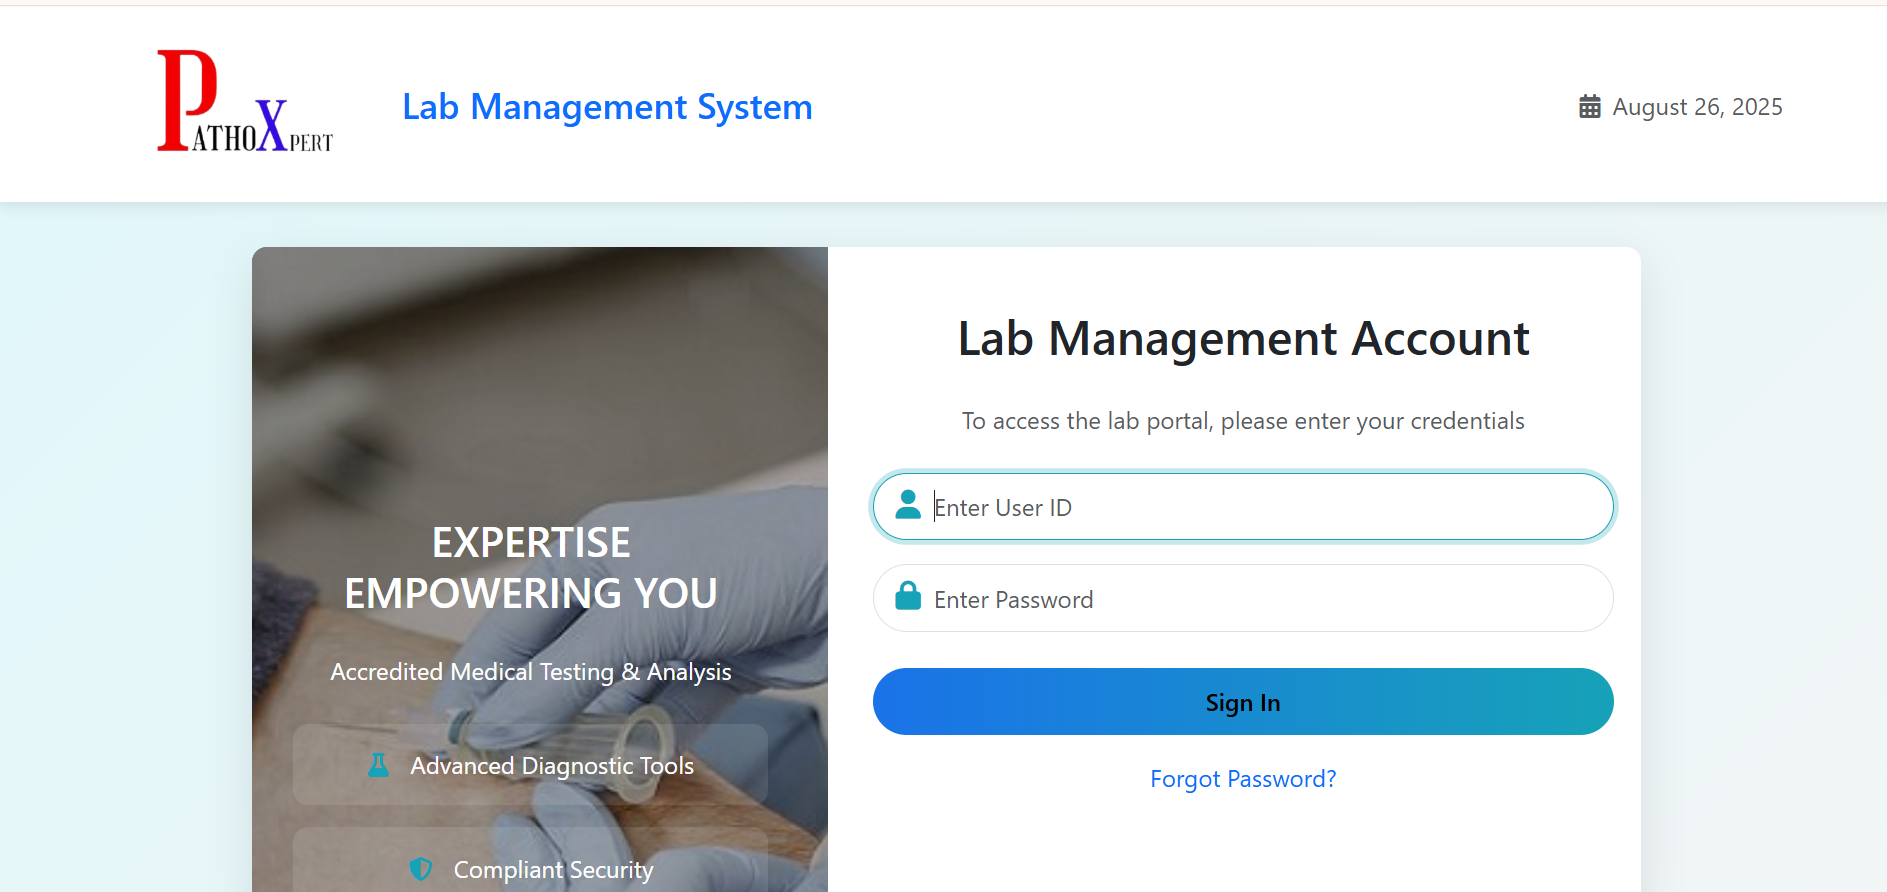 PATHOXPERT
Lab Management System
August 26, 2025
EXPERTISE
EMPOWERING YOU
Accredited Medical Testing & Analysis
Advanced Diagnostic Tools
Compliant Security
Lab Management Account
To access the lab portal, please enter your credentials
Enter User ID
Enter Password
Sign In
Forgot Password?